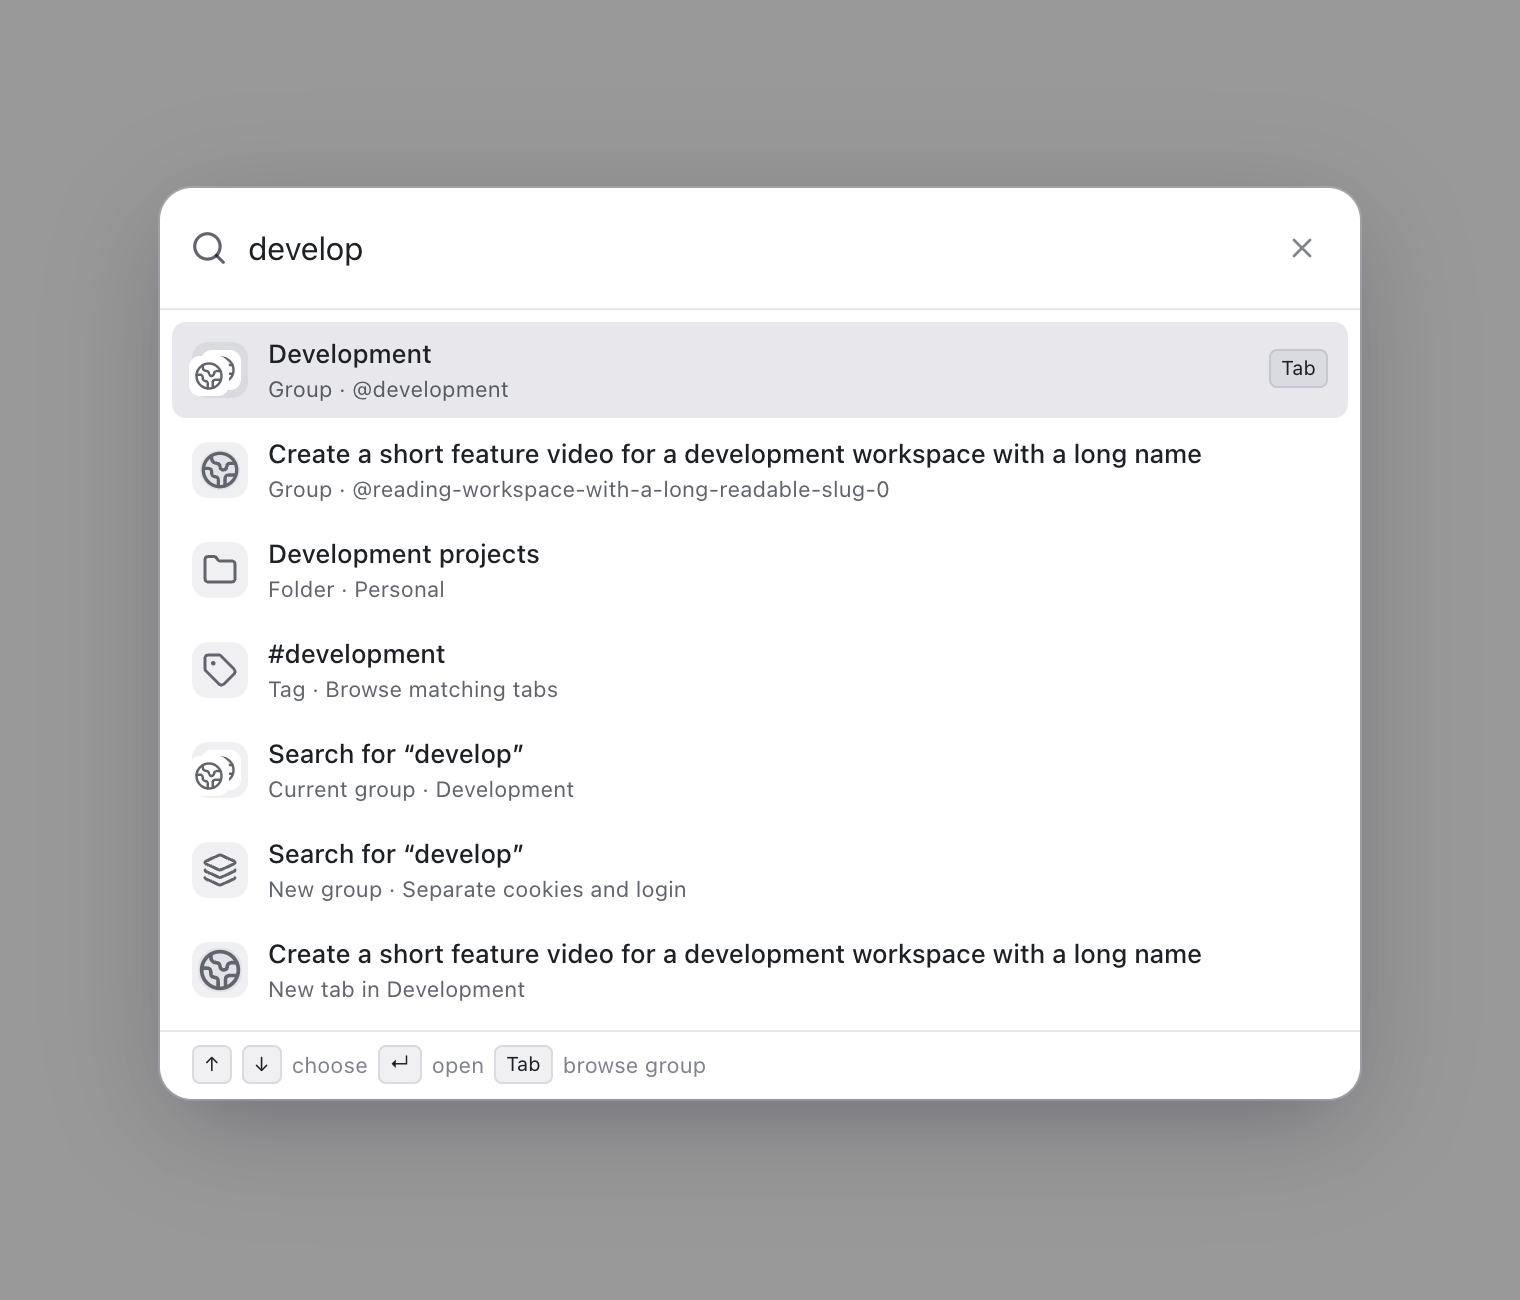 develop
Development
Group · @development
Tab
Create a short feature video for a development workspace with a long name
Group · @reading-workspace-with-a-long-readable-slug-0
Development projects
Folder · Personal
#development
Tag · Browse matching tabs
Search for “develop”
Current group · Development
Search for “develop”
New group · Separate cookies and login
Create a short feature video for a development workspace with a long name
New tab in Development
↑ ↓ choose ↵ open Tab browse group